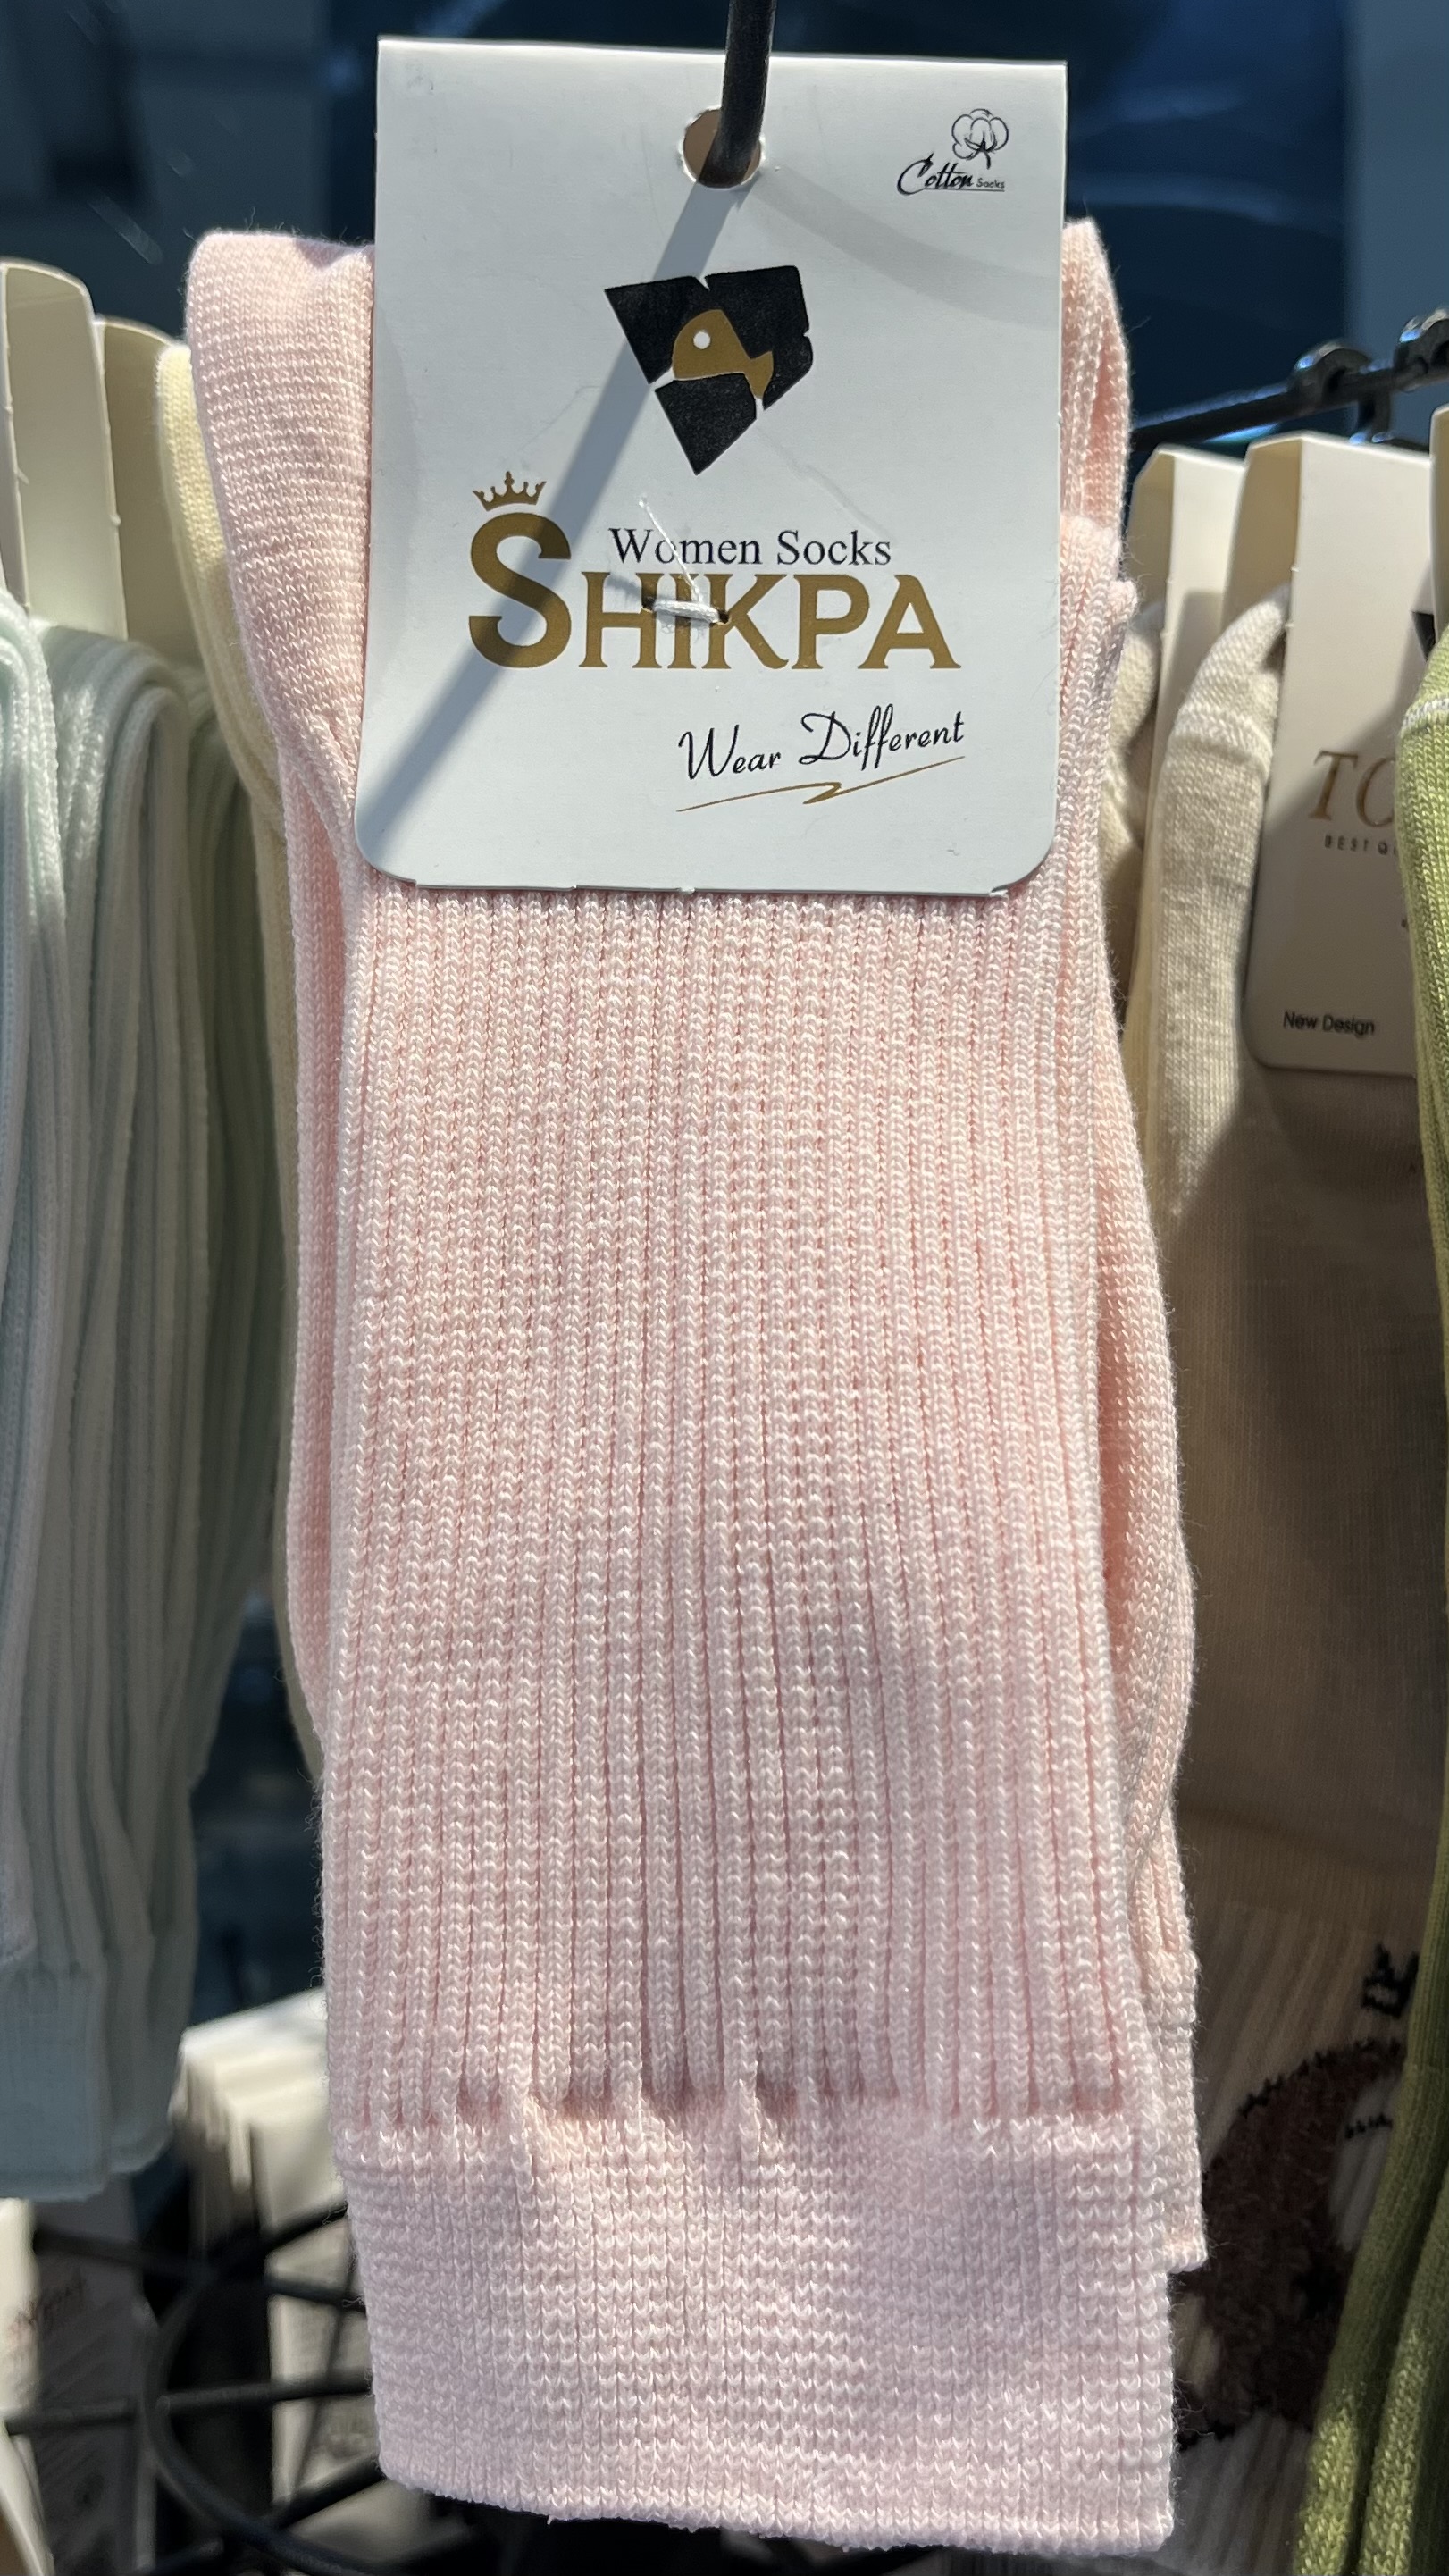 Cotton Socks
Women Socks
SHIKPA
Wear Different
New Design